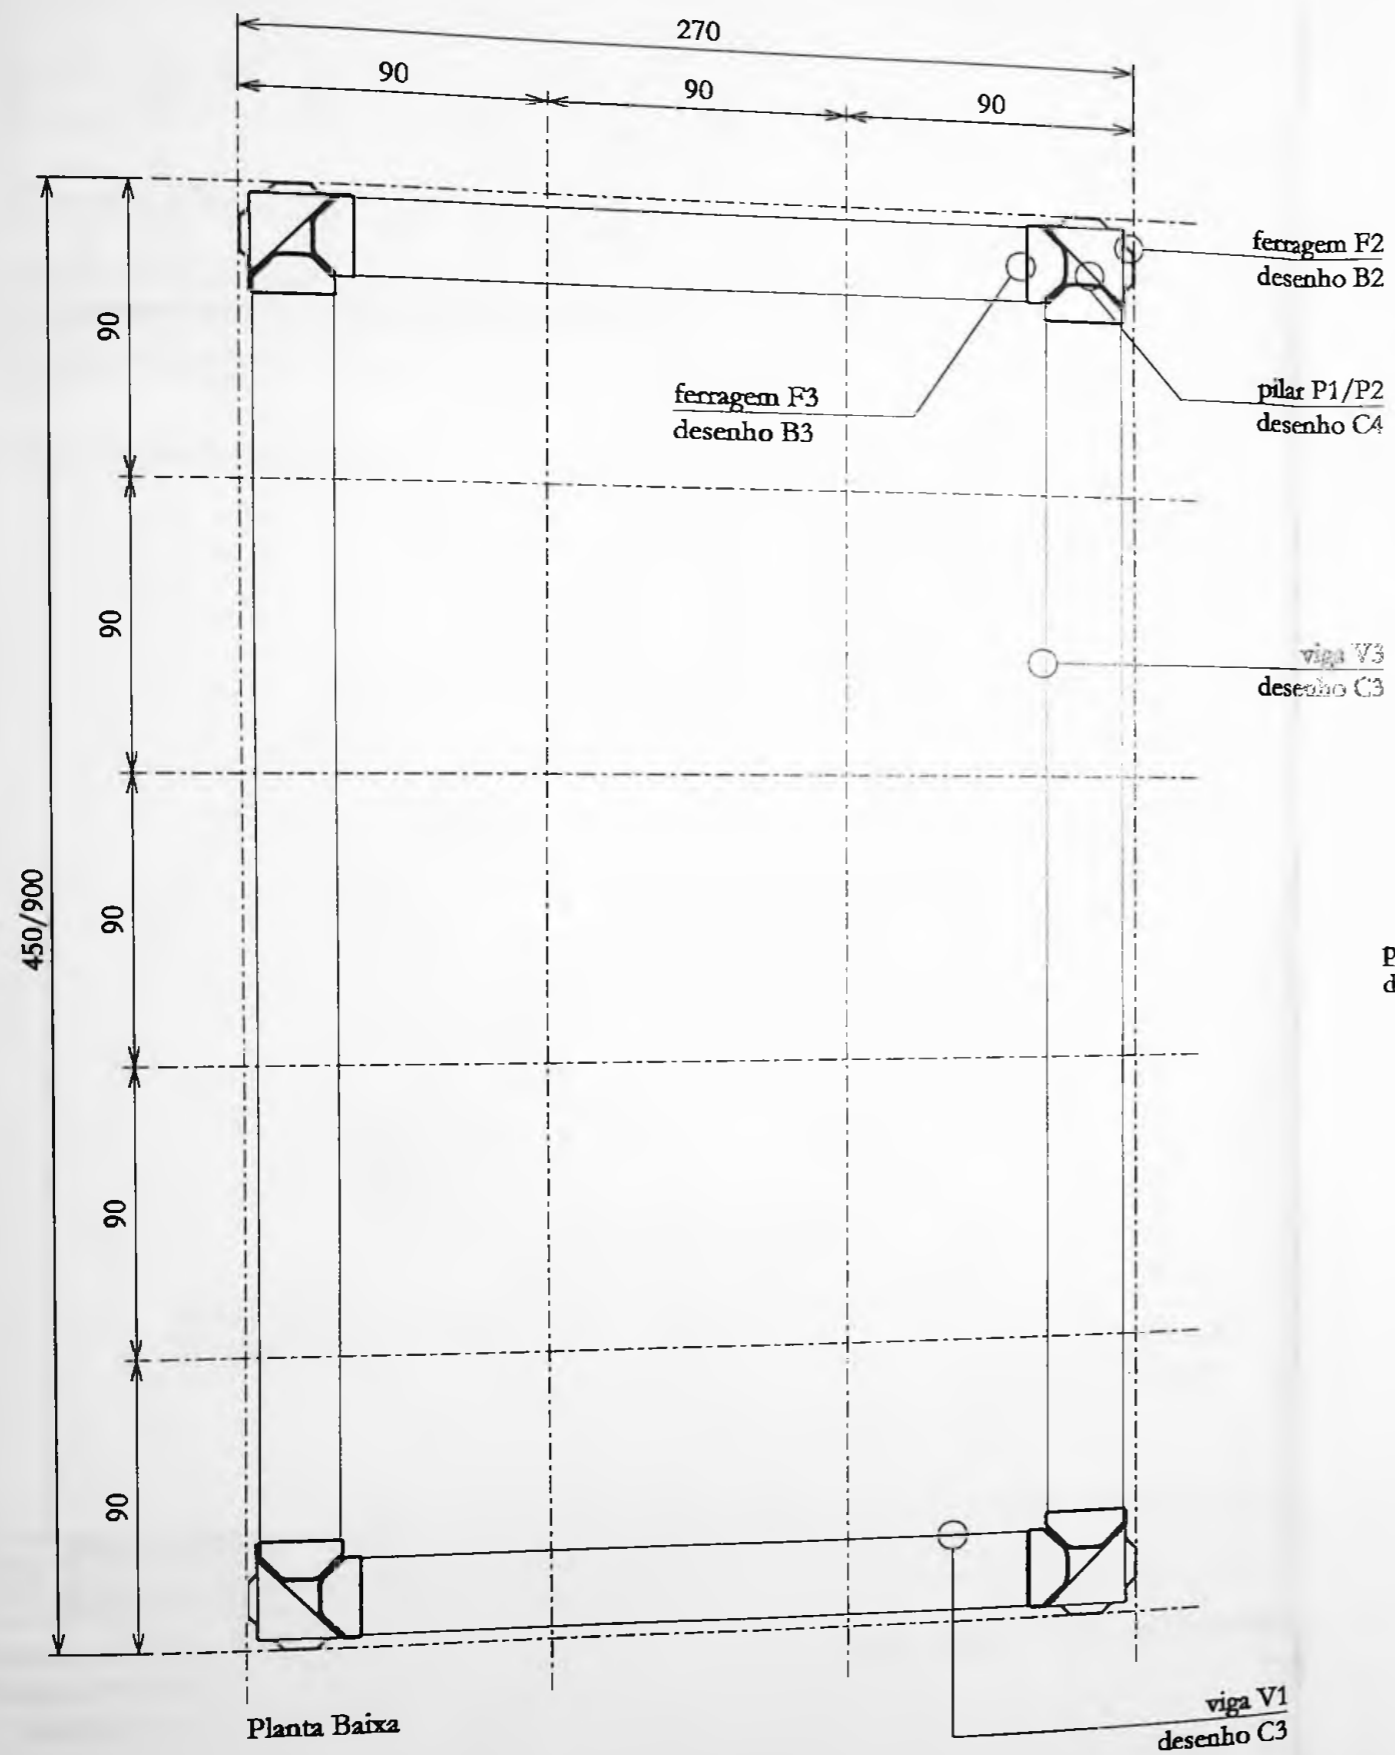 270
90
90
90
ferragem F2
desenho B2
90
ferragem F3
desenho B3
pilar P1/P2
desenho C4
90
viga V3
desenho C3
450/900
90
90
90
viga V1
desenho C3
Planta Baixa